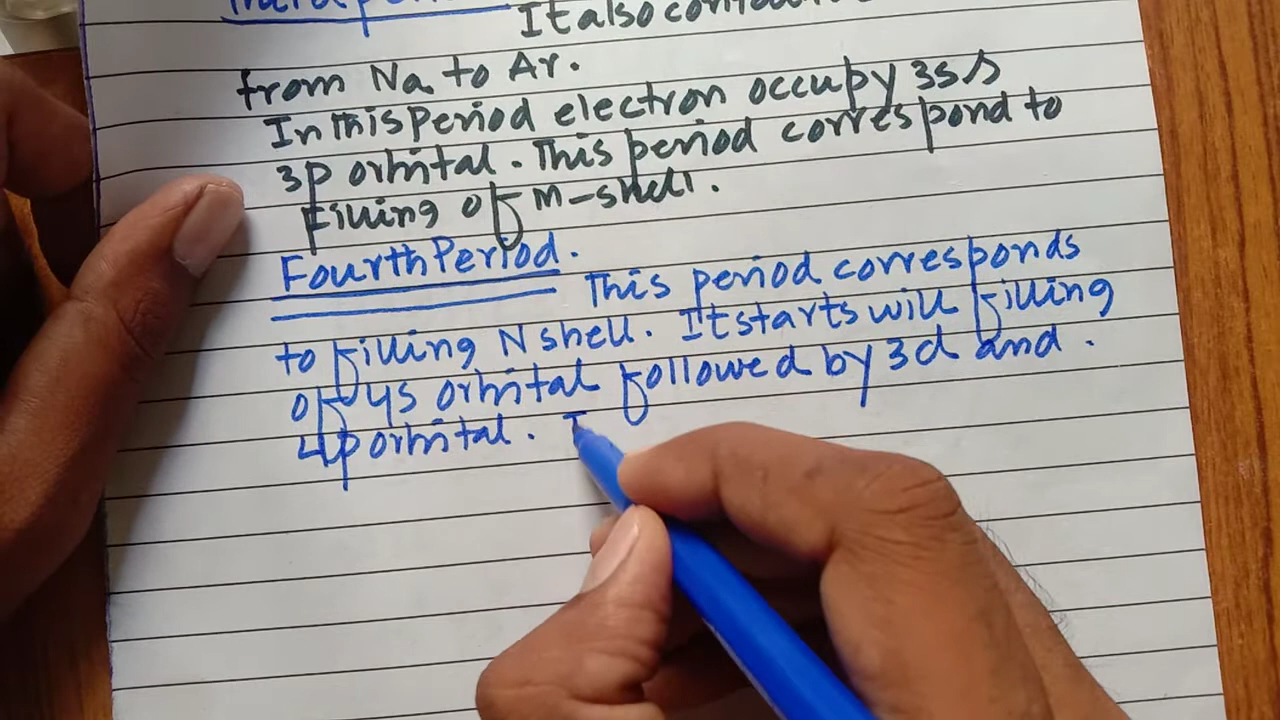 It also
from Na to Ar.
In this Period electron occupy 3s &
3p orbital. This period correspond to
Filling of M-shell.
Fourth Period.
This period corresponds
to filling N shell. It starts will filling
of 4s orbital followed by 3d and.
4p orbital.